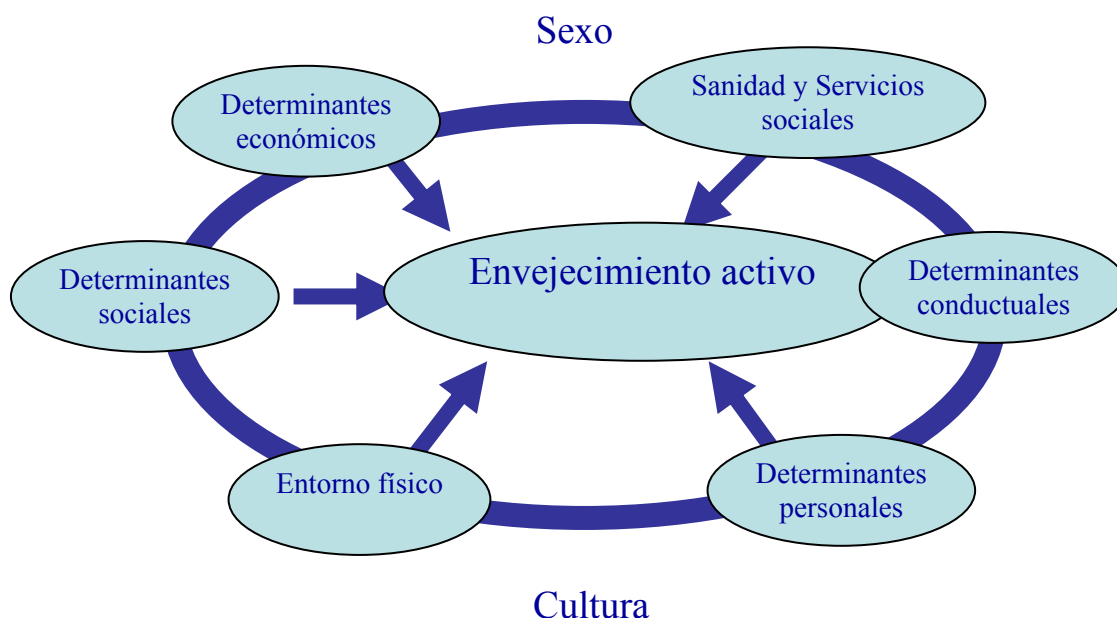 Sexo
Determinantes
económicos
Sanidad y Servicios
sociales
Determinantes
sociales
Envejecimiento activo
Determinantes
conductuales
Entorno físico
Determinantes
personales
Cultura